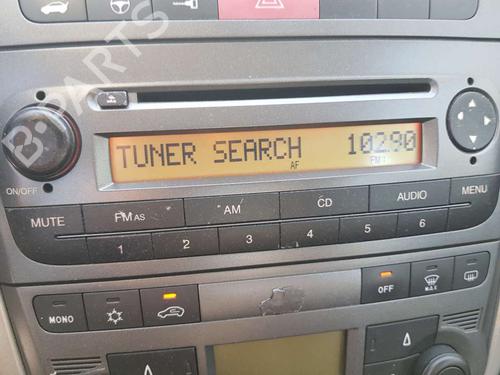 B-PARTS
TUNER SEARCH 102.90
AF FM1
ON/OFF
MUTE FM AS AM CD AUDIO MENU
1 2 3 4 5 6
MONO OFF MAX